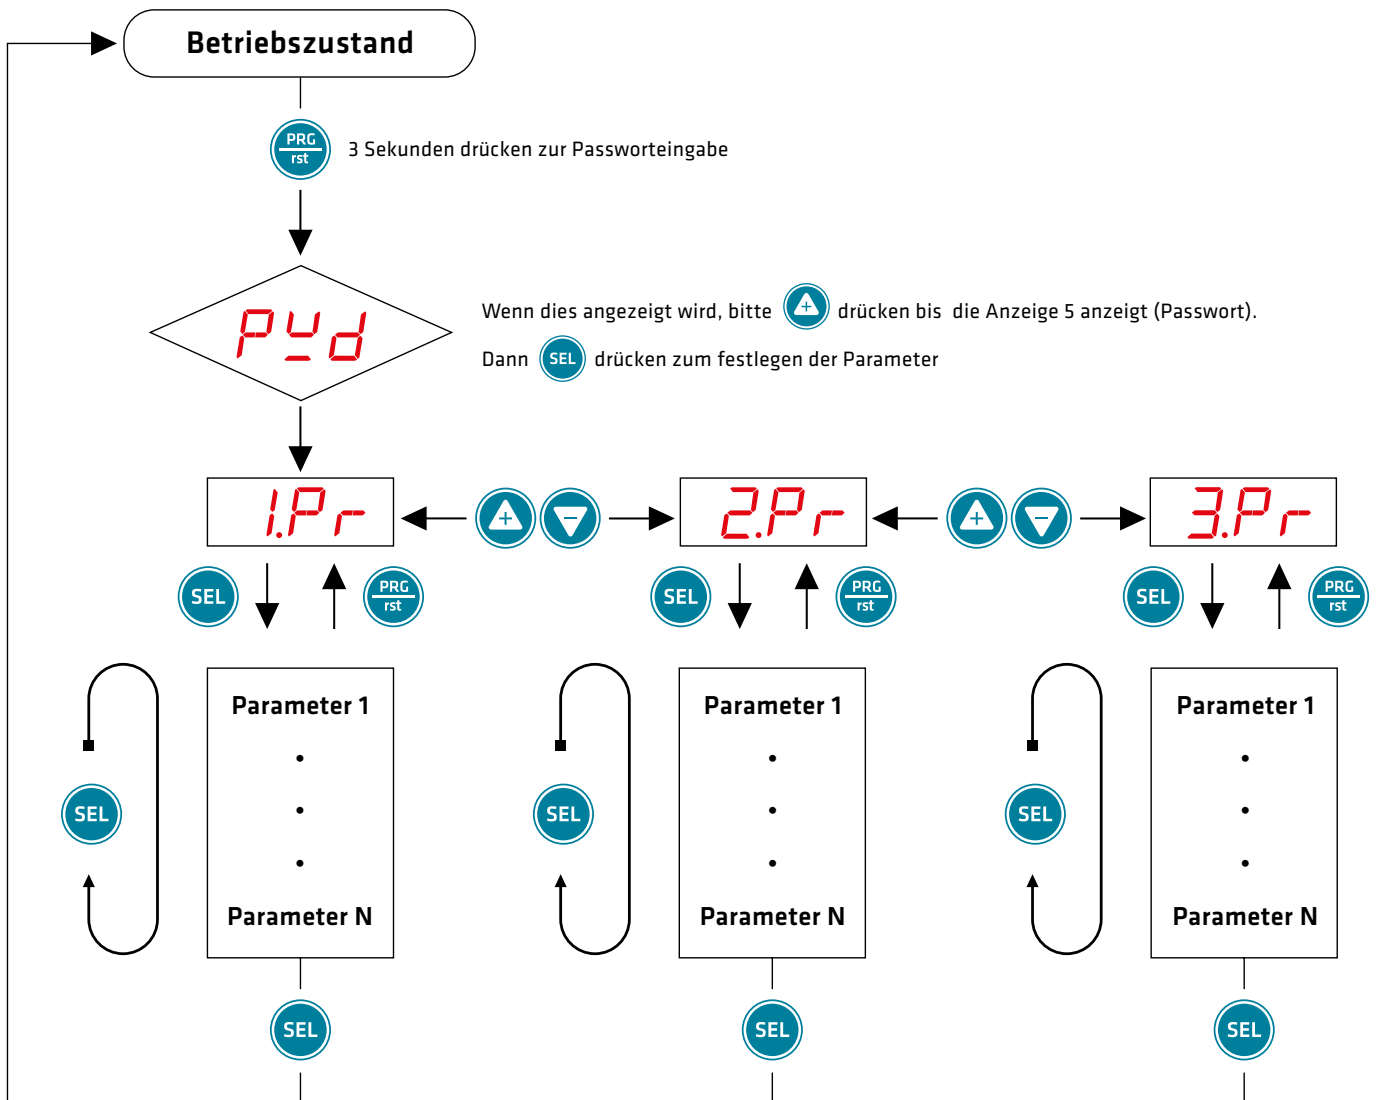 Betriebszustand
PRG
rst
3 Sekunden drücken zur Passworteingabe
Wenn dies angezeigt wird, bitte + drücken bis die Anzeige 5 anzeigt (Passwort).
Dann SEL drücken zum festlegen der Parameter
1.Pr + − 2.Pr + − 3.Pr
SEL PRG SEL PRG SEL PRG
rst rst rst
Parameter 1 Parameter 1 Parameter 1
SEL SEL SEL
Parameter N Parameter N Parameter N
SEL SEL SEL